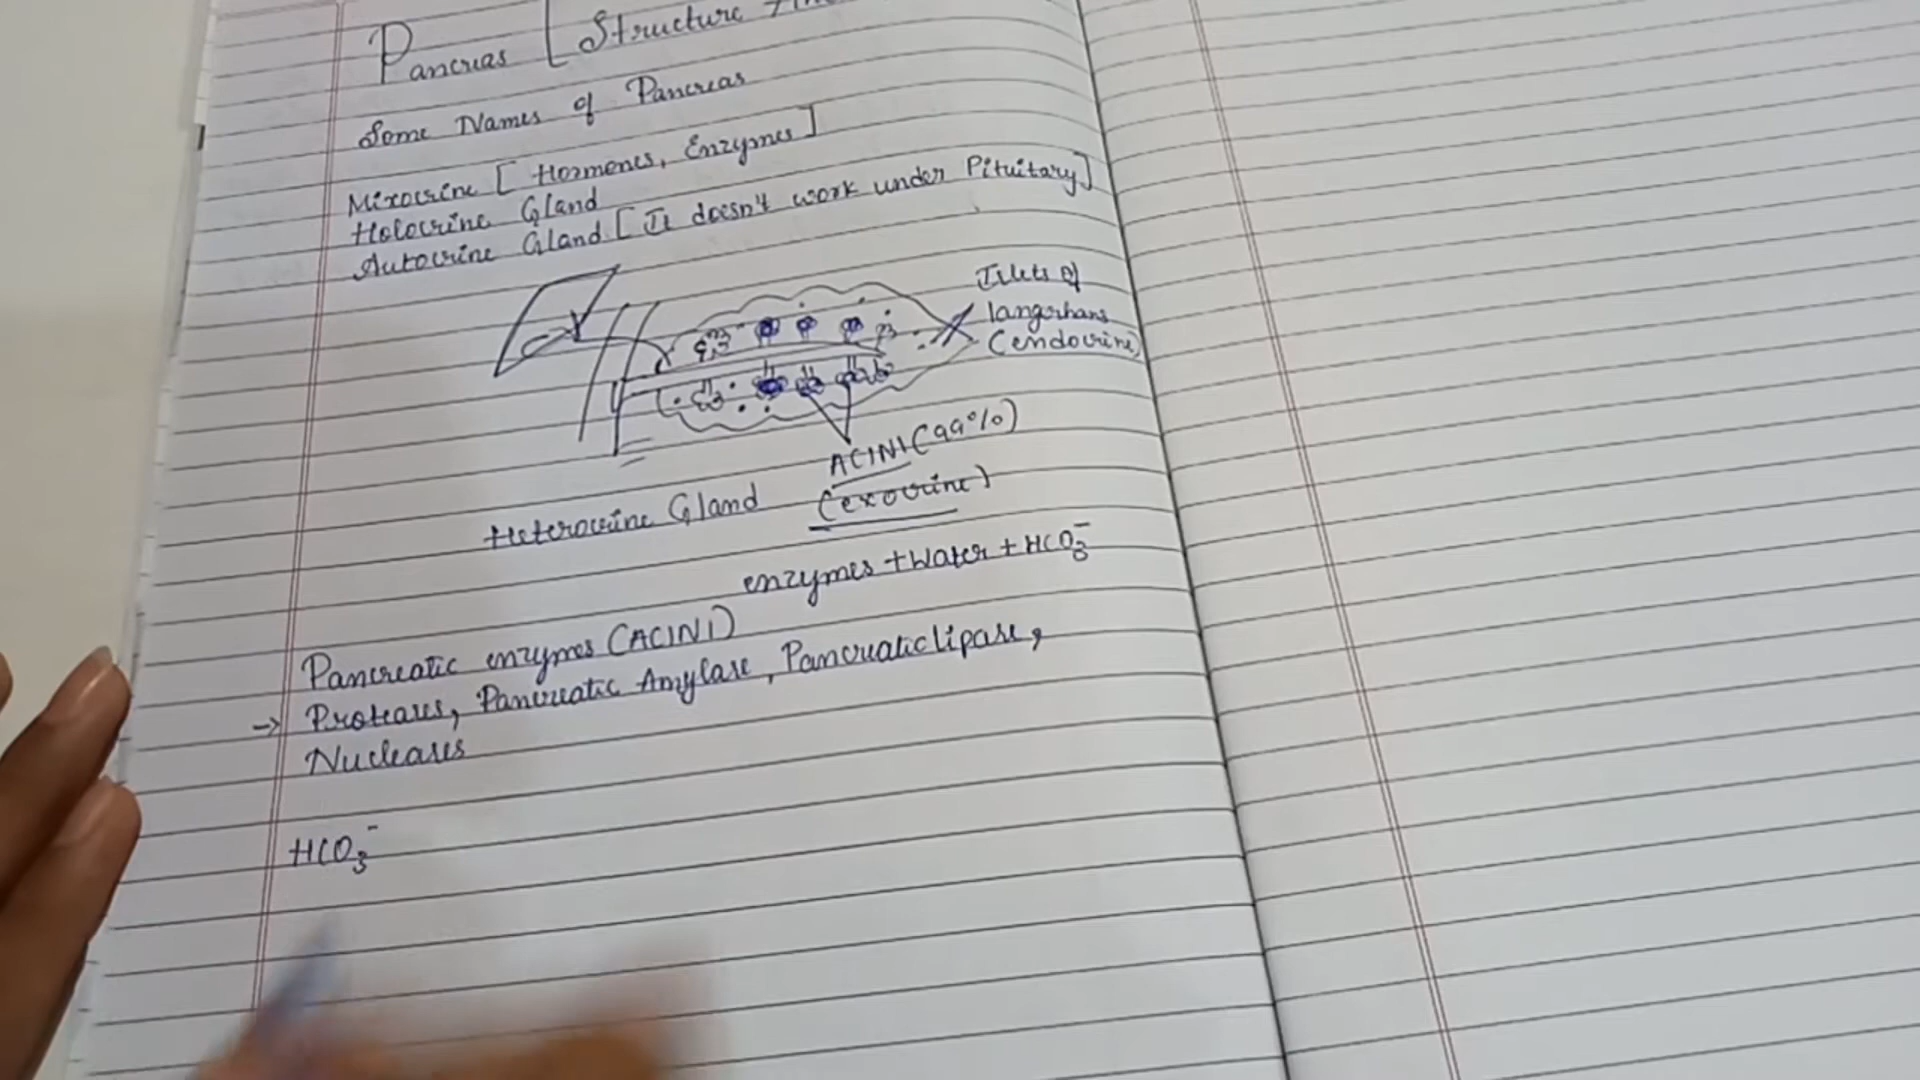 Pancreas [ Structure
Some Names of Pancreas
Mixocrine [ Hormones, Enzymes ]
Holocrine Gland
Autocrine Gland [ It doesn't work under Pituitary ]
Islets of
langerhans
(endocrine)
ACINI (99%)
(exocrine)
Heterocrine Gland
enzymes + Water + HCO₃⁻
Pancreatic enzymes (ACINI)
→ Proteases, Pancreatic Amylase, Pancreatic lipase,
Nucleases
HCO₃⁻